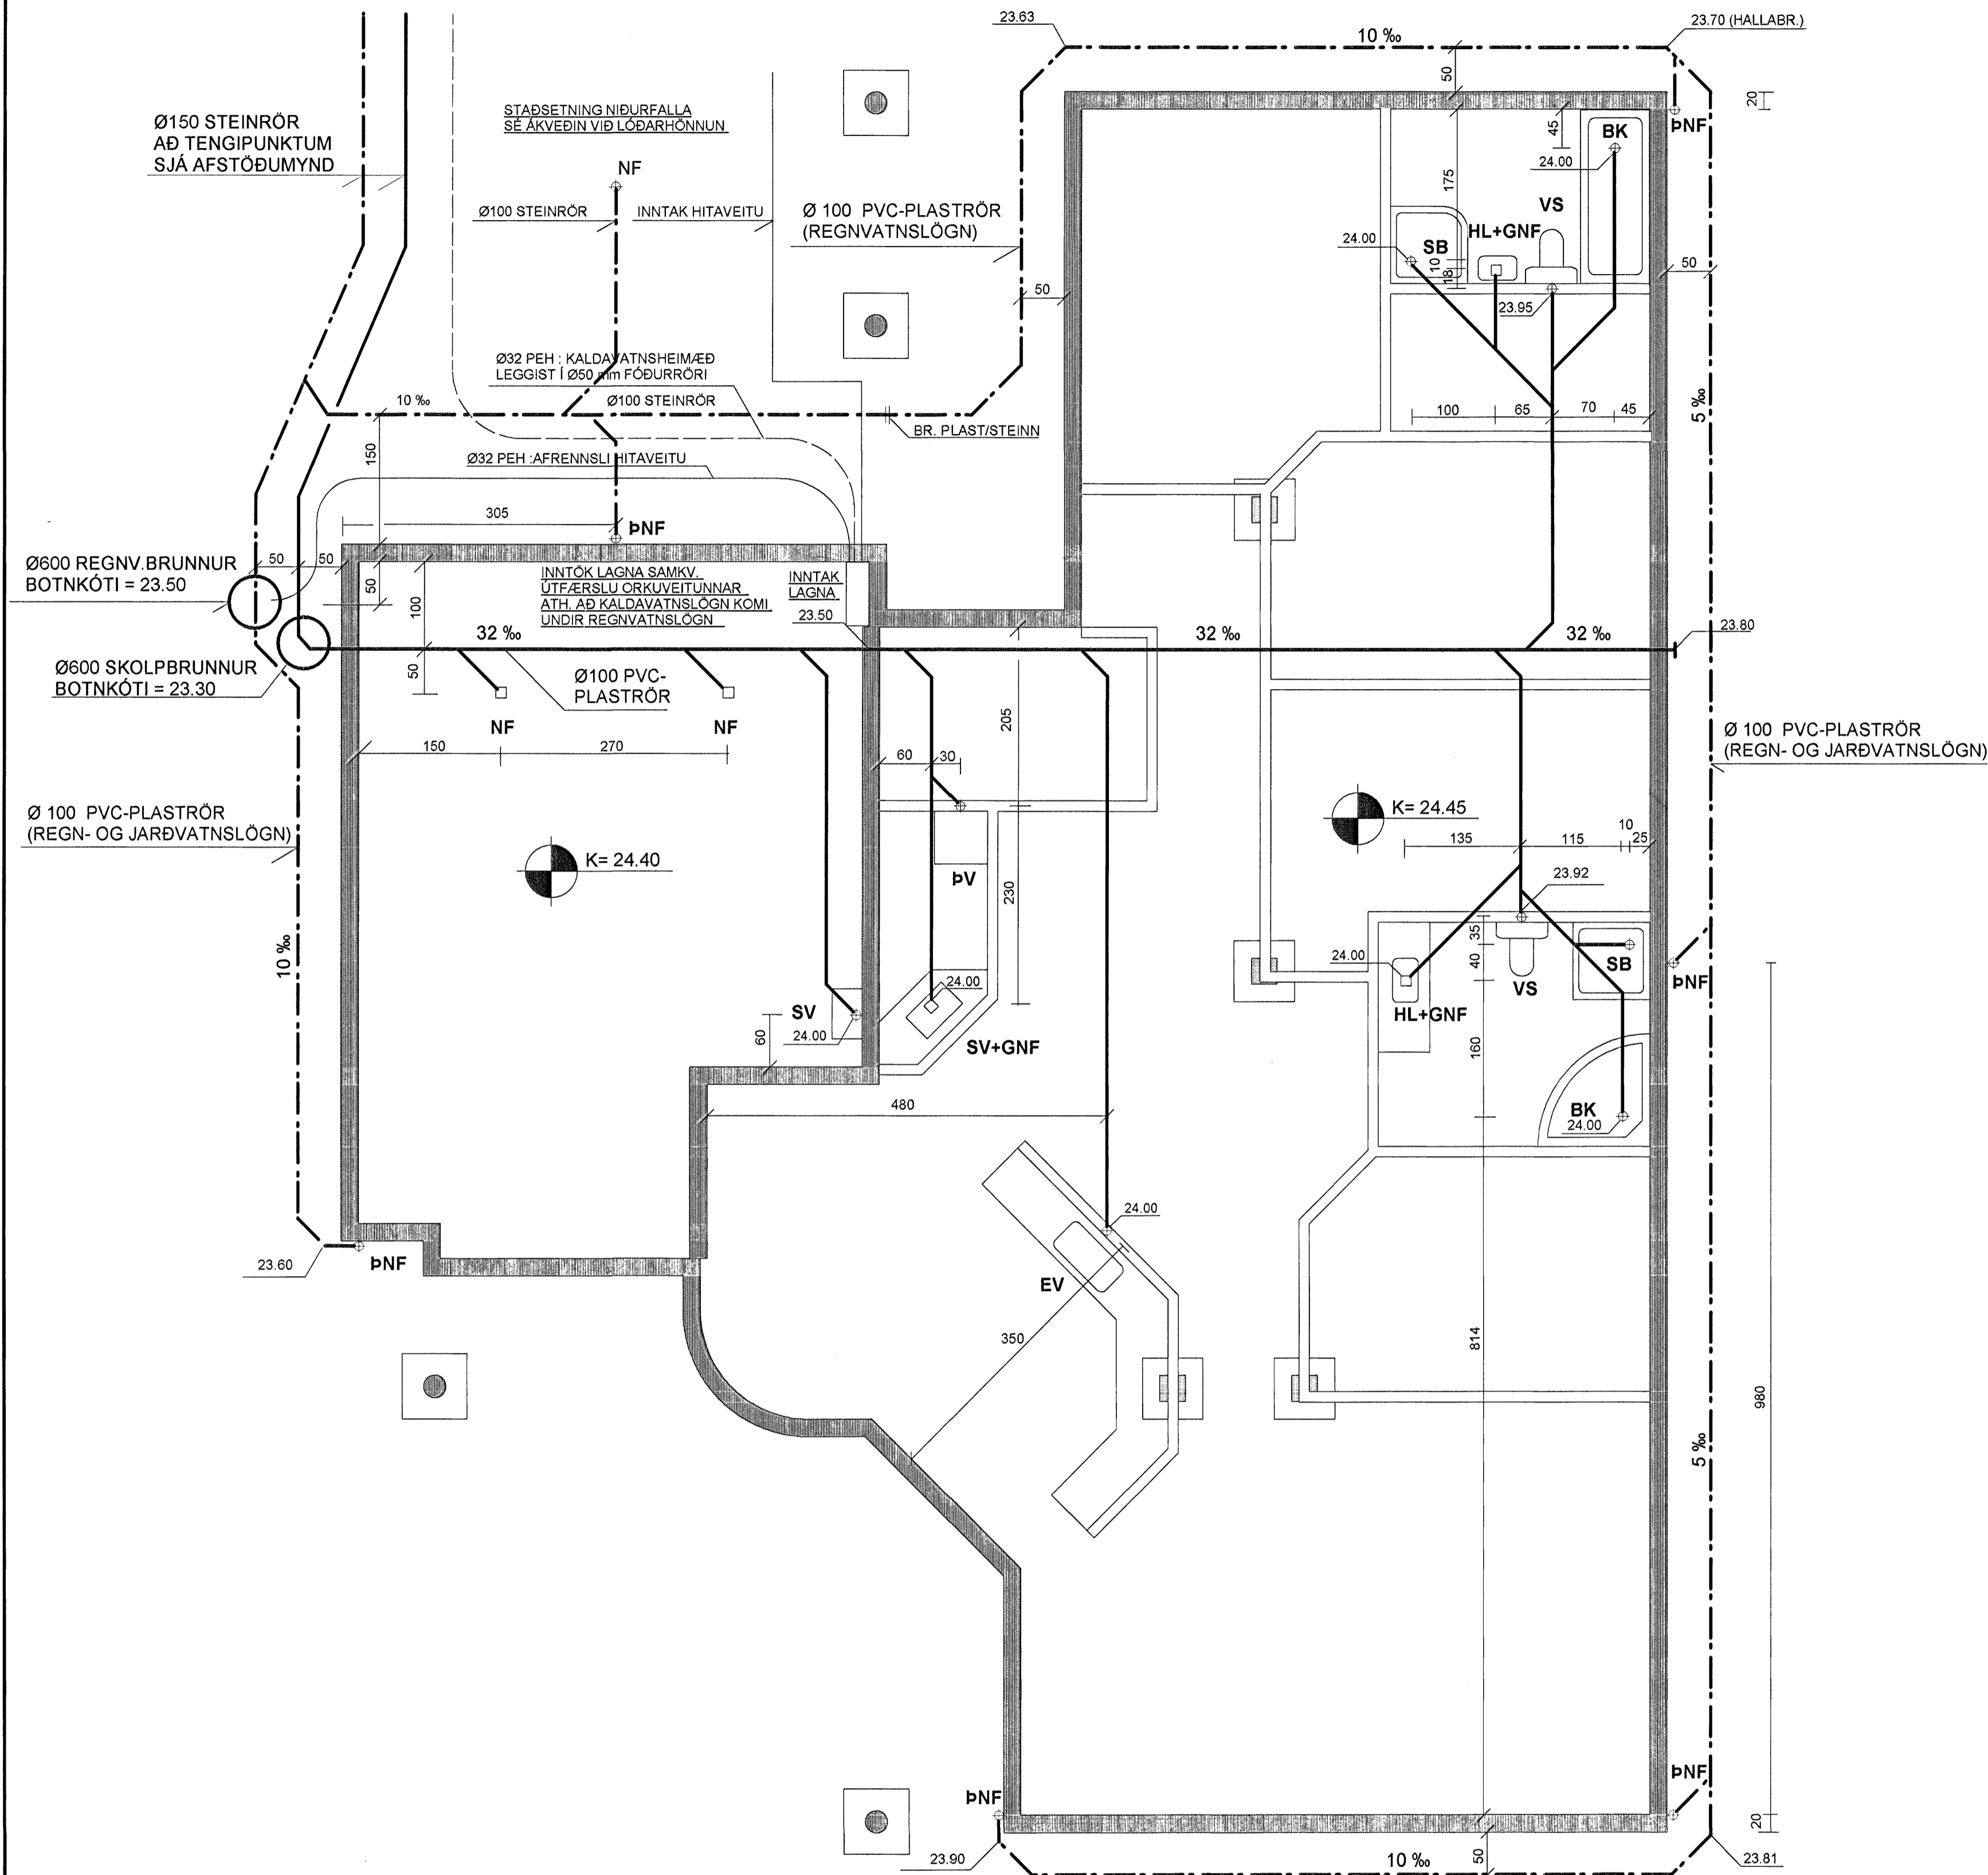 23.63
23.70 (HALLABR.)
10 ‰
50
20
Ø150 STEINRÖR
AÐ TENGIPUNKTUM
SJÁ AFSTÖÐUMYND
STAÐSETNING NIÐURFALLA
SÉ ÁKVEÐIN VIÐ LÓÐARHÖNNUN
NF
Ø100 STEINRÖR
INNTAK HITAVEITU
Ø 100 PVC-PLASTRÖR
(REGNVATNSLÖGN)
45
BK
ÞNF
24.00
175
VS
HL+GNF
24.00
SB
10
18
50
50
23.95
Ø32 PEH : KALDAVATNSHEIMÆÐ
LEGGIST Í Ø50 mm FÓÐURRÖRI
10 ‰
Ø100 STEINRÖR
100
65
70
45
5 ‰
BR. PLAST/STEINN
150
Ø32 PEH :AFRENNSLI HITAVEITU
305
ÞNF
Ø600 REGNV.BRUNNUR
BOTNKÓTI = 23.50
50
50
50
100
INNTÖK LAGNA SAMKV.
ÚTFÆRSLU ORKUVEITUNNAR
ATH. AÐ KALDAVATNSLÖGN KOMI
UNDIR REGNVATNSLÖGN
INNTAK
LAGNA
23.50
32 ‰
32 ‰
32 ‰
23.80
Ø600 SKOLPBRUNNUR
BOTNKÓTI = 23.30
50
Ø100 PVC-
PLASTRÖR
NF
NF
205
150
270
60
30
Ø 100 PVC-PLASTRÖR
(REGN- OG JARÐVATNSLÖGN)
Ø 100 PVC-PLASTRÖR
(REGN- OG JARÐVATNSLÖGN)
K= 24.45
K= 24.40
135
115
10
25
ÞV
230
23.92
10 ‰
35
40
24.00
SB
ÞNF
VS
24.00
HL+GNF
SV
24.00
60
SV+GNF
160
480
BK
24.00
24.00
23.60
ÞNF
EV
350
814
980
5 ‰
ÞNF
ÞNF
20
23.90
10 ‰
50
23.81